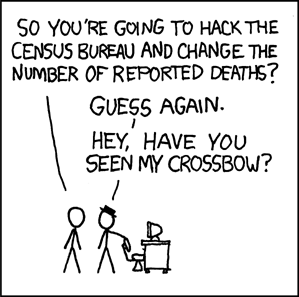 SO YOU'RE GOING TO HACK THE
CENSUS BUREAU AND CHANGE THE
NUMBER OF REPORTED DEATHS?
GUESS AGAIN.
HEY, HAVE YOU
SEEN MY CROSSBOW?